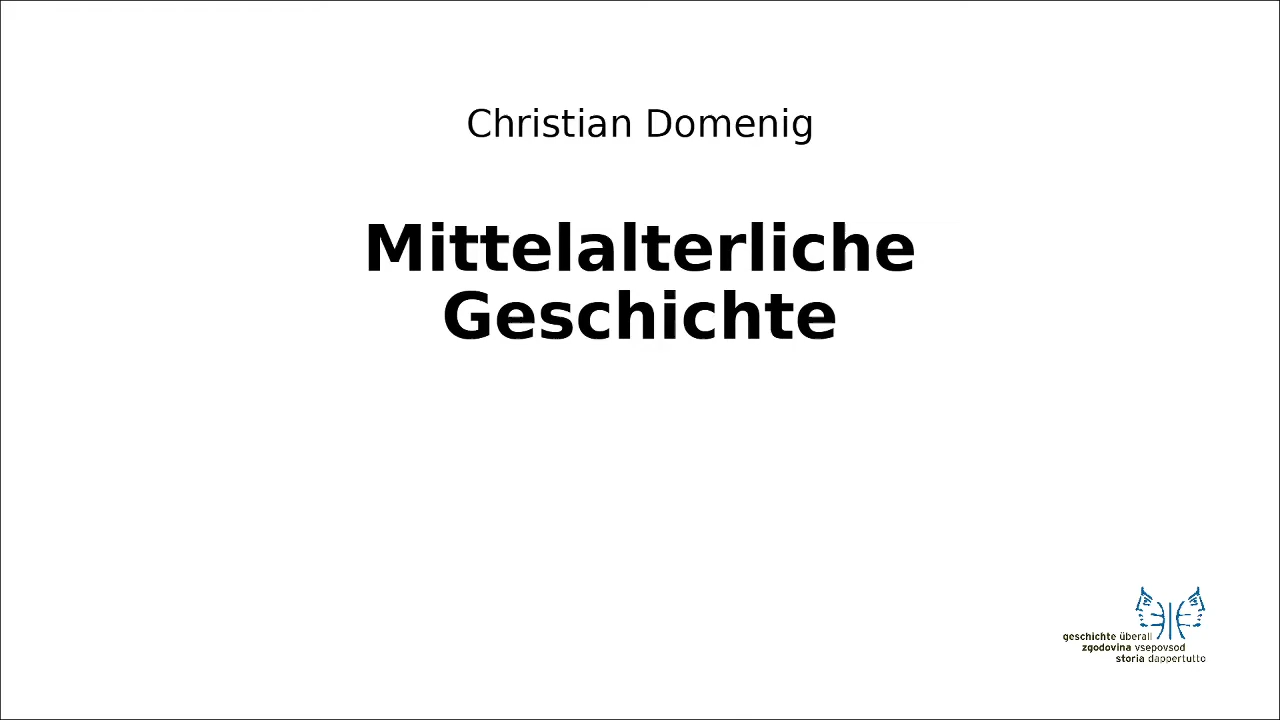 Christian Domenig
Mittelalterliche
Geschichte
geschichte überall
zgodovina vsepovsod
storia dappertutto